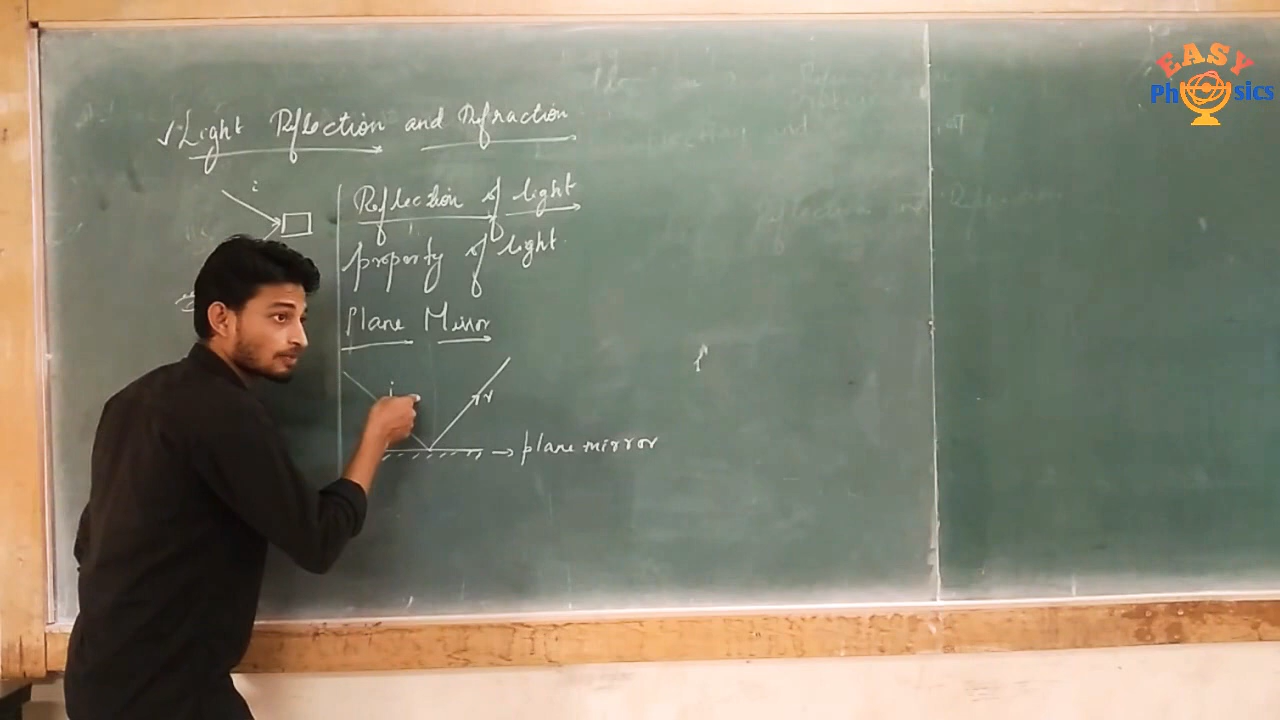 EASY
Physics
Light Reflection and Refraction
i
Reflection of light
property of light
Plane Mirror
i
r
plane mirror